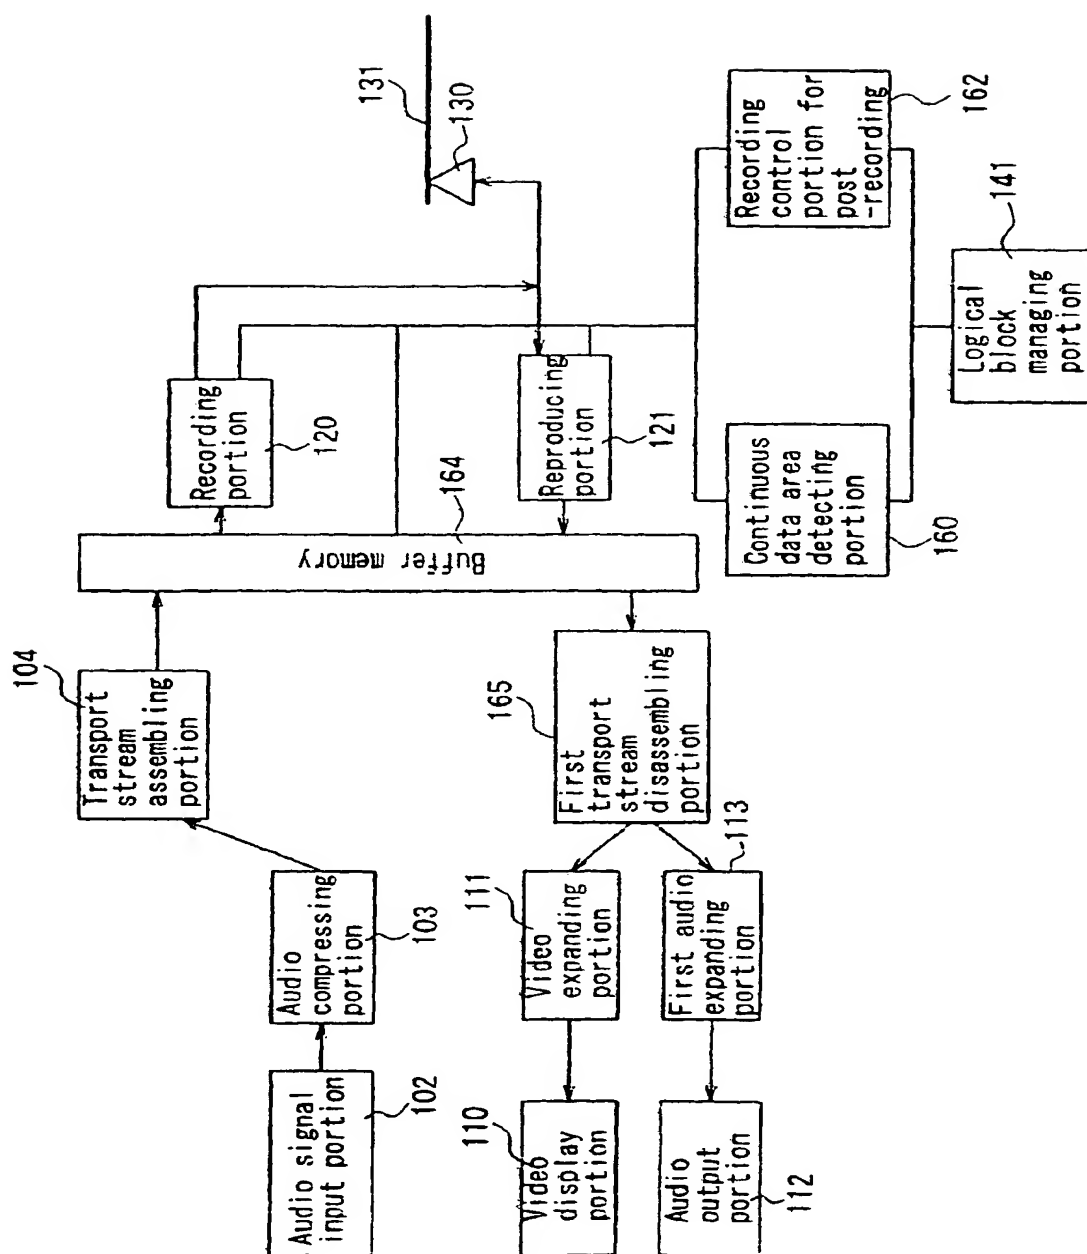 131
130
Recording
control
portion for
post
-recording
162
141
Logical
block
managing
portion
Recording
portion
120
Reproducing
portion
121
Continuous
data area
detecting
portion
160
164
Buffer memory
104
Transport
stream
assembling
portion
165
First
transport
stream
disassembling
portion
Audio
compressing
portion
103
111
Video
expanding
portion
113
First audio
expanding
portion
Audio signal
input portion
102
110
Video
display
portion
Audio
output
portion
112